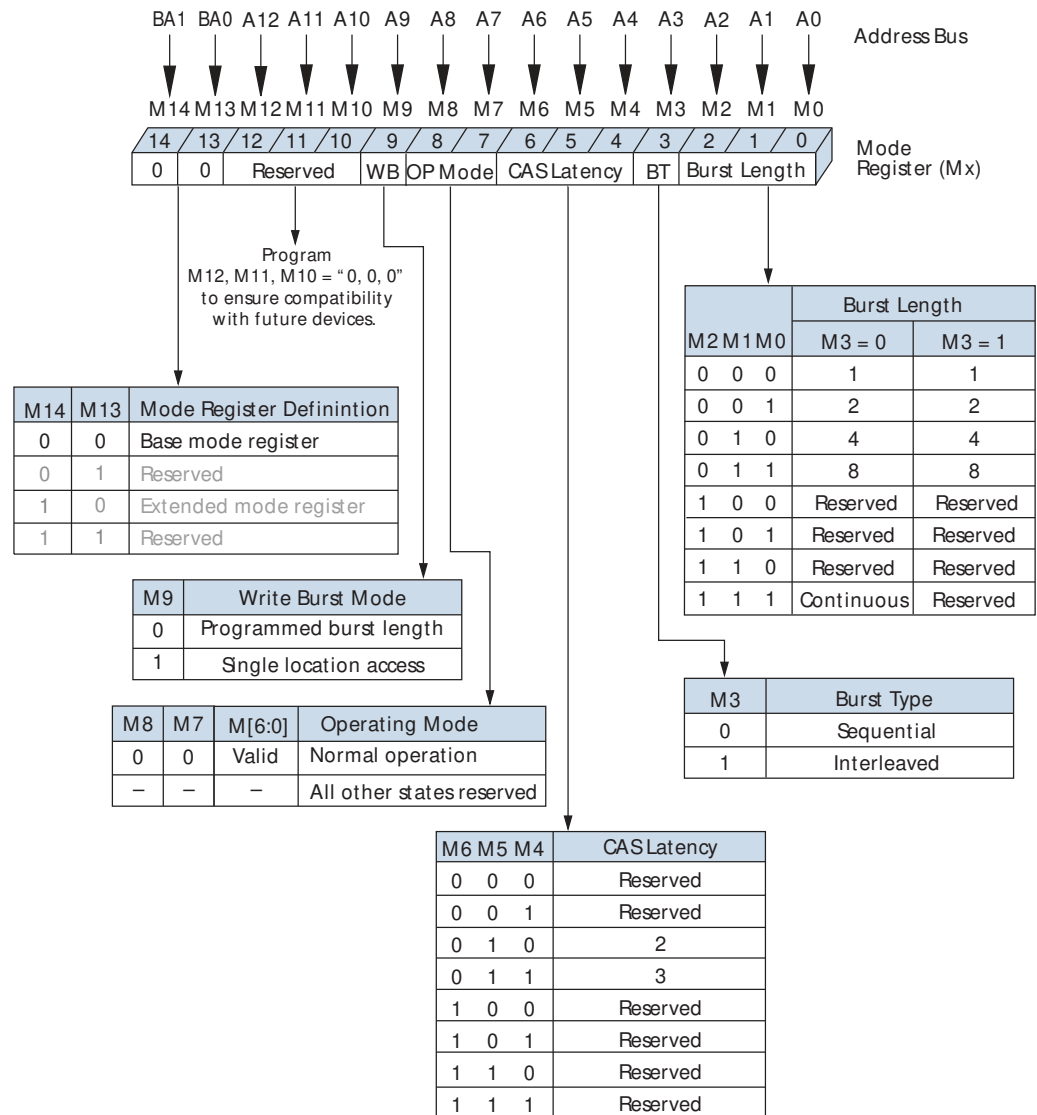 BA1 BA0 A12 A11 A10 A9 A8 A7 A6 A5 A4 A3 A2 A1 A0
Address Bus
M14 M13 M12 M11 M10 M9 M8 M7 M6 M5 M4 M3 M2 M1 M0
14 13 12 11 10 9 8 7 6 5 4 3 2 1 0
Mode
Register (Mx)
0 0 Reserved WB OP Mode CAS Latency BT Burst Length
Program
M12, M11, M10 = “0, 0, 0”
to ensure compatibility
with future devices.
Burst Length
M2 M1 M0 M3 = 0 M3 = 1
0 0 0 1 1
0 0 1 2 2
0 1 0 4 4
0 1 1 8 8
1 0 0 Reserved Reserved
1 0 1 Reserved Reserved
1 1 0 Reserved Reserved
1 1 1 Continuous Reserved
M14 M13 Mode Register Definintion
0 0 Base mode register
0 1 Reserved
1 0 Extended mode register
1 1 Reserved
M9 Write Burst Mode
0 Programmed burst length
1 Single location access
M3 Burst Type
0 Sequential
1 Interleaved
M8 M7 M[6:0] Operating Mode
0 0 Valid Normal operation
– – – All other states reserved
M6 M5 M4 CAS Latency
0 0 0 Reserved
0 0 1 Reserved
0 1 0 2
0 1 1 3
1 0 0 Reserved
1 0 1 Reserved
1 1 0 Reserved
1 1 1 Reserved